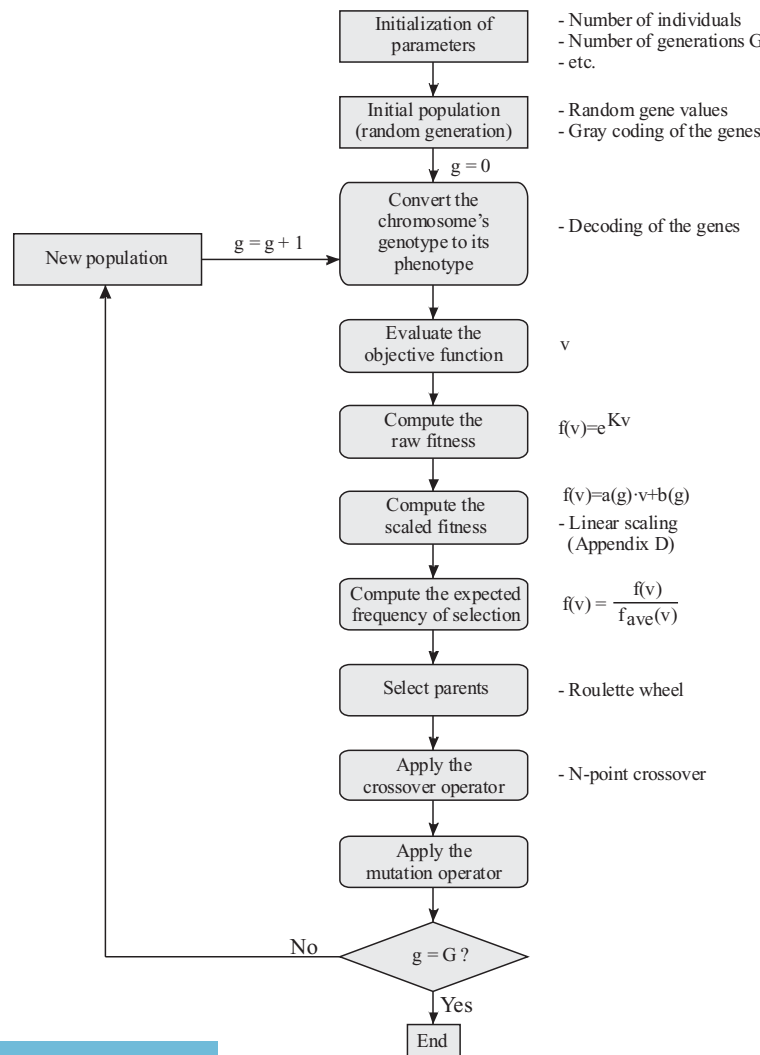 Initialization of
parameters
- Number of individuals
- Number of generations G
- etc.
Initial population
(random generation)
- Random gene values
- Gray coding of the genes
g = 0
Convert the
chromosome's
genotype to its
phenotype
- Decoding of the genes
New population
g = g + 1
Evaluate the
objective function
v
Compute the
raw fitness
f(v)=e^Kv
Compute the
scaled fitness
f(v)=a(g)·v+b(g)
- Linear scaling
(Appendix D)
Compute the expected
frequency of selection
f(v) = f(v) / f_ave(v)
Select parents
- Roulette wheel
Apply the
crossover operator
- N-point crossover
Apply the
mutation operator
No
g = G ?
Yes
End